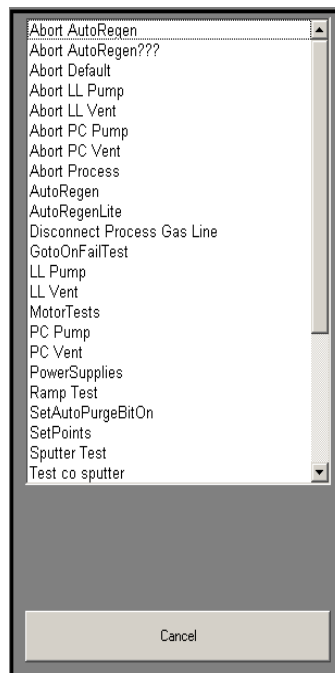 Abort AutoRegen
Abort AutoRegen???
Abort Default
Abort LL Pump
Abort LL Vent
Abort PC Pump
Abort PC Vent
Abort Process
AutoRegen
AutoRegenLite
Disconnect Process Gas Line
GotoOnFailTest
LL Pump
LL Vent
MotorTests
PC Pump
PC Vent
PowerSupplies
Ramp Test
SetAutoPurgeBitOn
SetPoints
Sputter Test
Test co sputter
Cancel